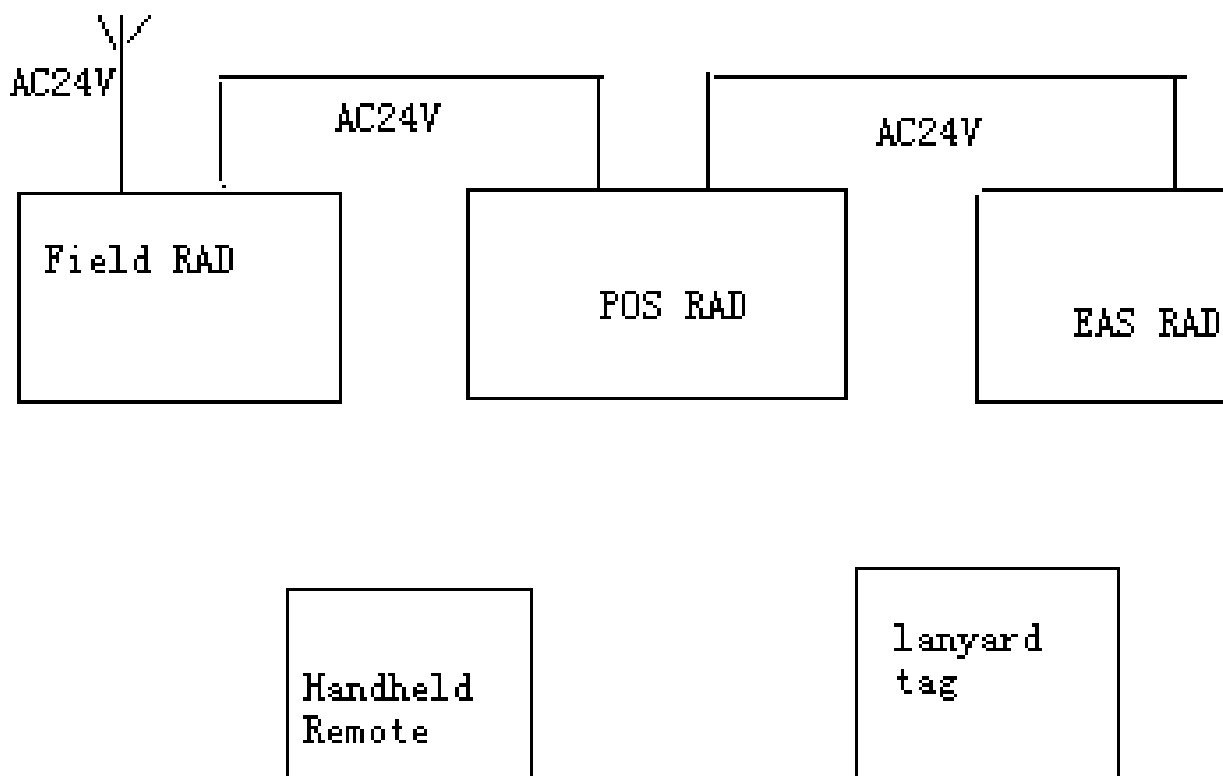 AC24V
AC24V
AC24V
Field RAD
POS RAD
EAS RAD
Handheld
Remote
lanyard
tag